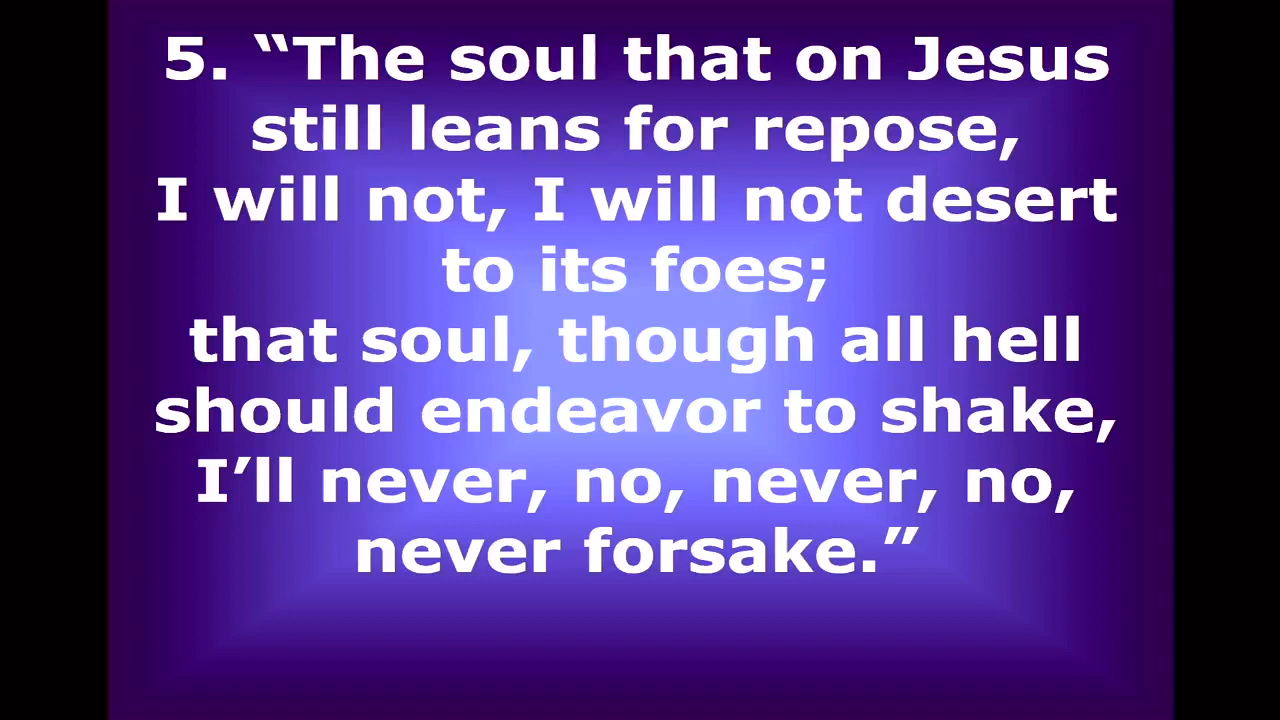 5. “The soul that on Jesus
still leans for repose,
I will not, I will not desert
to its foes;
that soul, though all hell
should endeavor to shake,
I’ll never, no, never, no,
never forsake.”